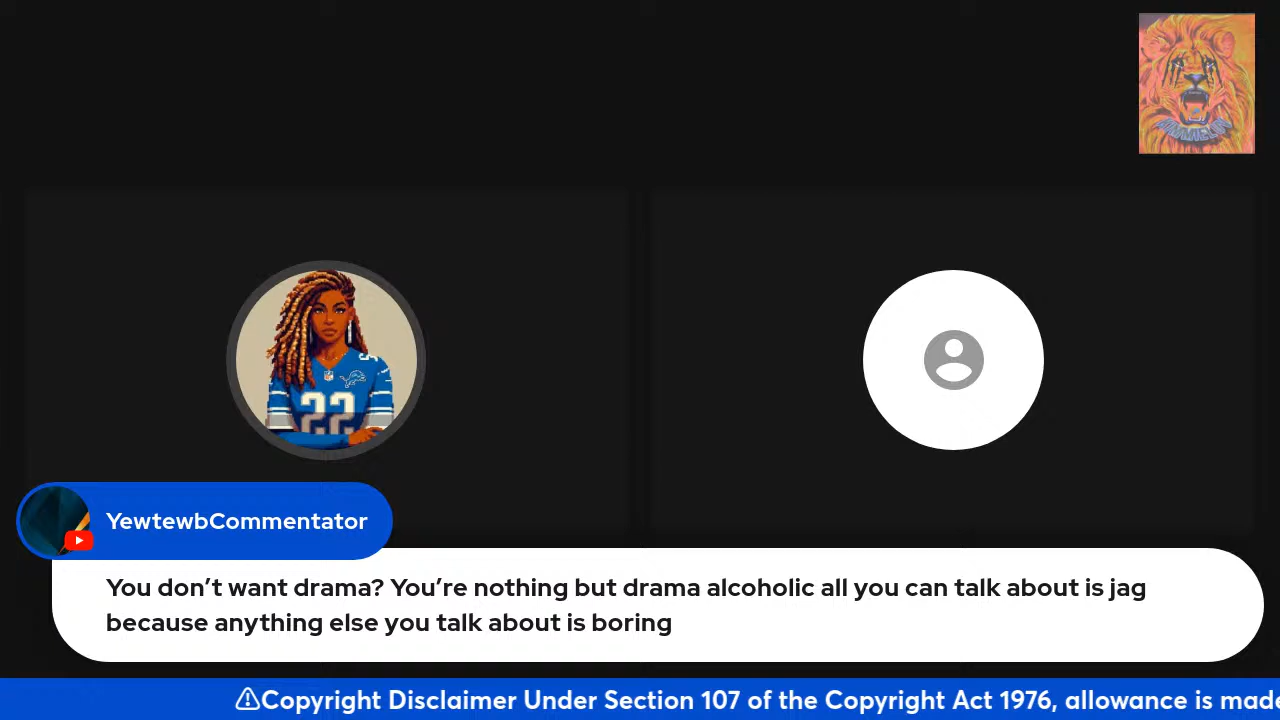 22
YewtewbCommentator
You don’t want drama? You’re nothing but drama alcoholic all you can talk about is jag
because anything else you talk about is boring
⚠Copyright Disclaimer Under Section 107 of the Copyright Act 1976, allowance is made